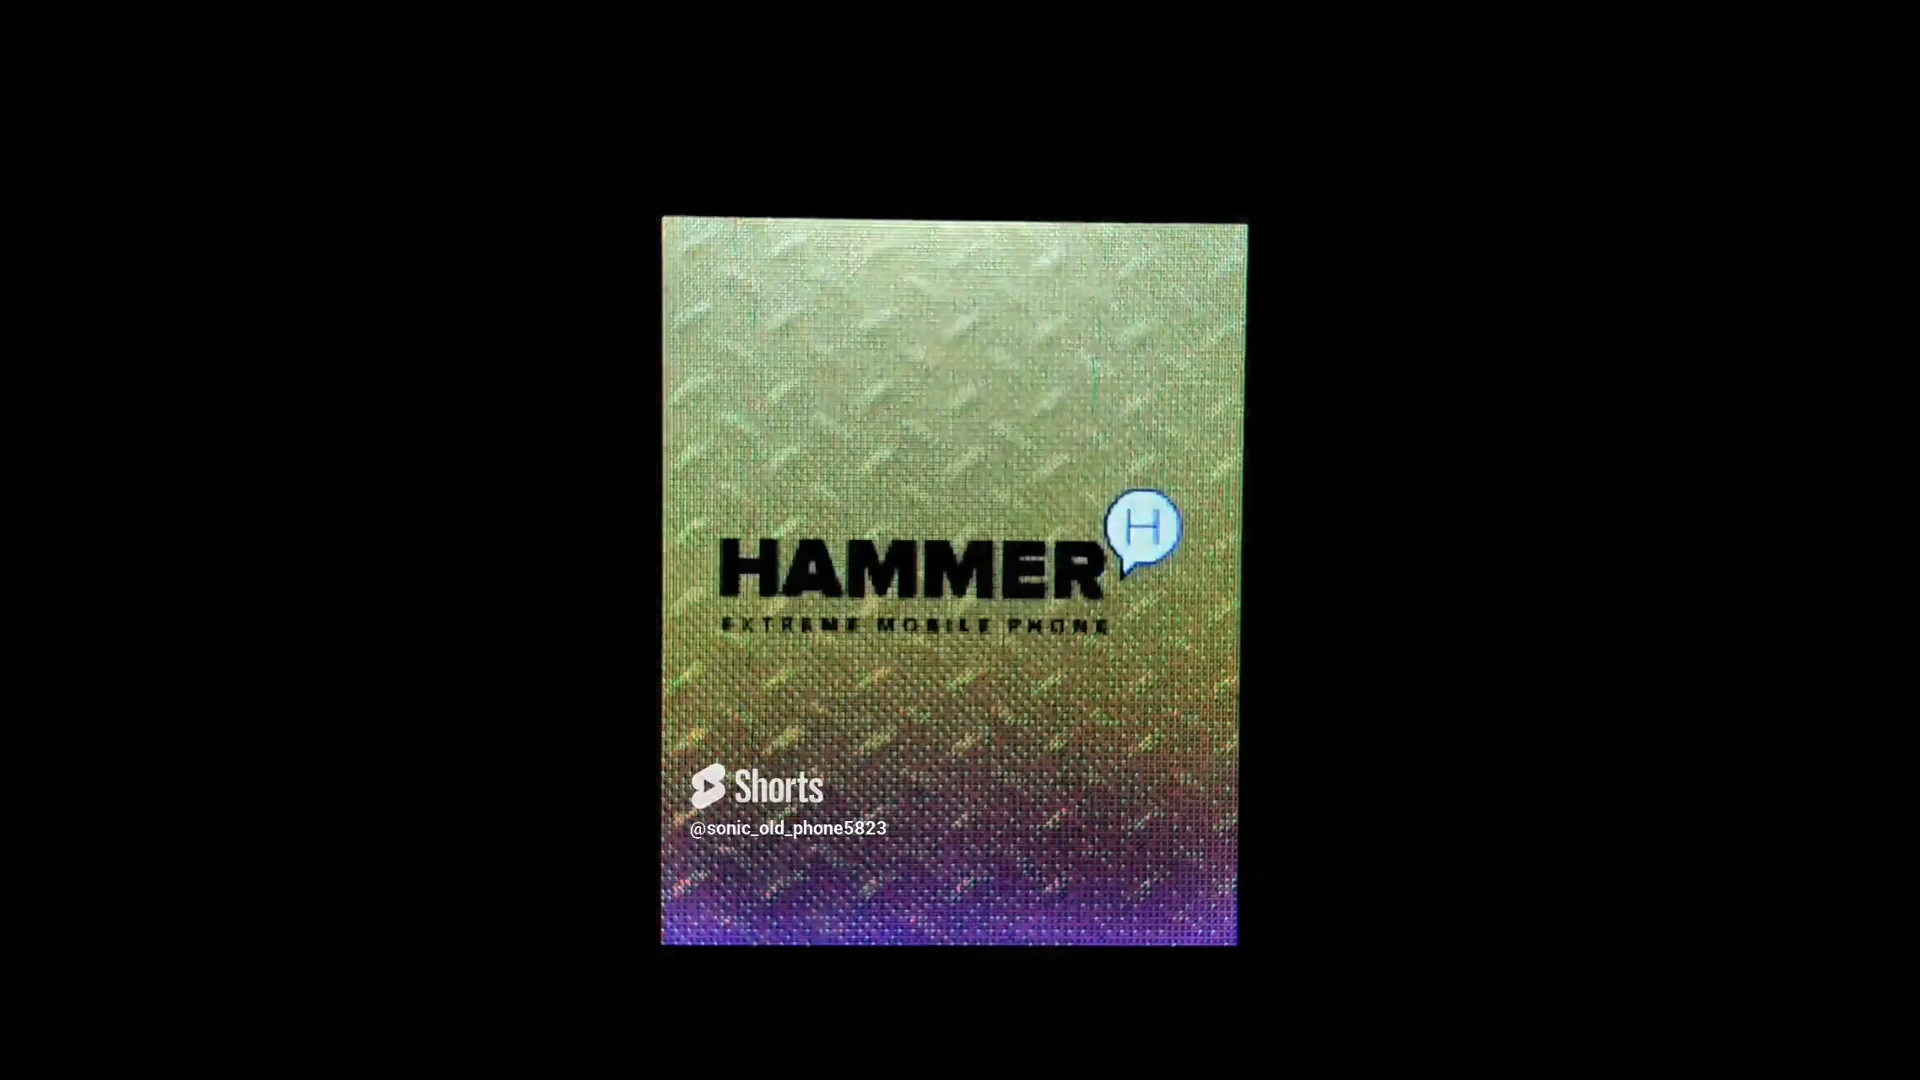 H
HAMMER
EXTREME MOBILE PHONE
Shorts
@sonic_old_phone5823